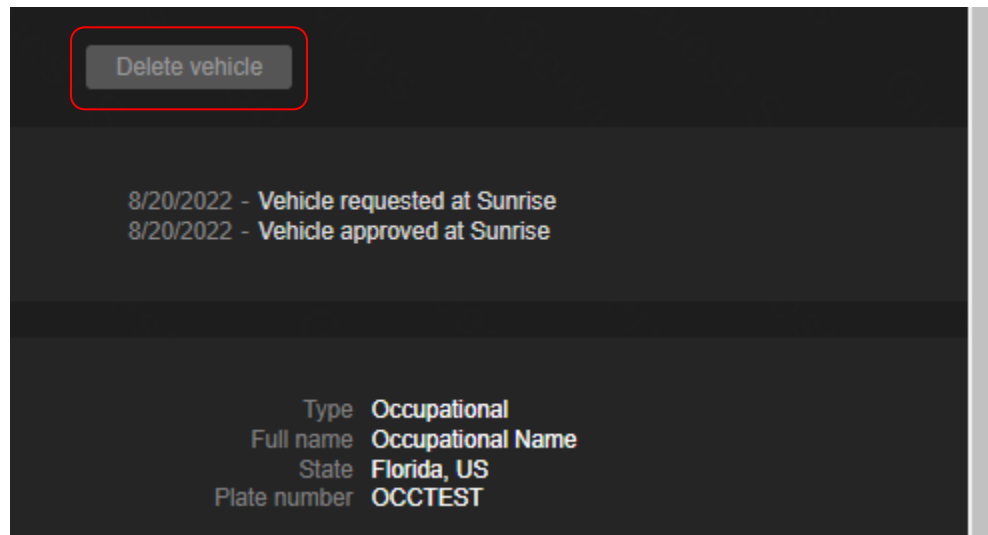 Delete vehicle
8/20/2022 - Vehicle requested at Sunrise
8/20/2022 - Vehicle approved at Sunrise
Type Occupational
Full name Occupational Name
State Florida, US
Plate number OCCTEST